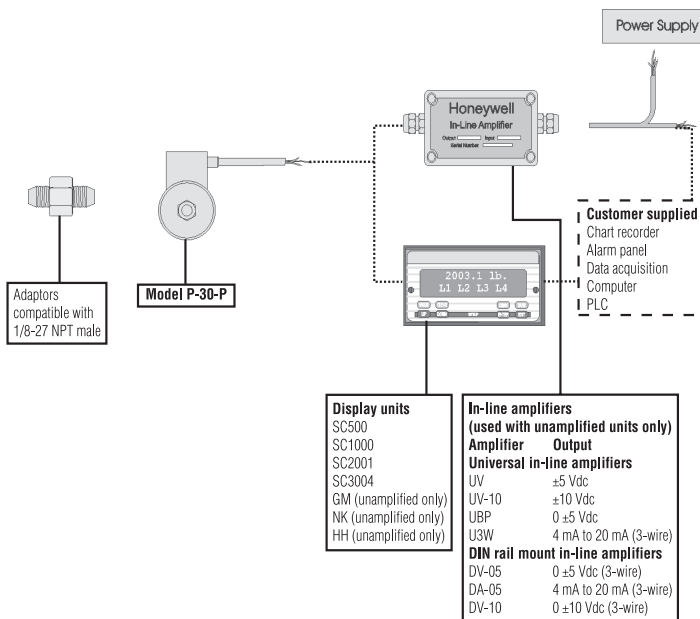 Power Supply
Honeywell
In-Line Amplifier
Output Input
Serial Number
Customer supplied
Chart recorder
Alarm panel
Data acquisition
Computer
PLC
2003.1 lb.
L1 L2 L3 L4
Adaptors
compatible with
1/8-27 NPT male
Model P-30-P
Display units
SC500
SC1000
SC2001
SC3004
GM (unamplified only)
NK (unamplified only)
HH (unamplified only)
In-line amplifiers
(used with unamplified units only)
Amplifier Output
Universal in-line amplifiers
UV ±5 Vdc
UV-10 ±10 Vdc
UBP 0 ±5 Vdc
U3W 4 mA to 20 mA (3-wire)
DIN rail mount in-line amplifiers
DV-05 0 ±5 Vdc (3-wire)
DA-05 4 mA to 20 mA (3-wire)
DV-10 0 ±10 Vdc (3-wire)